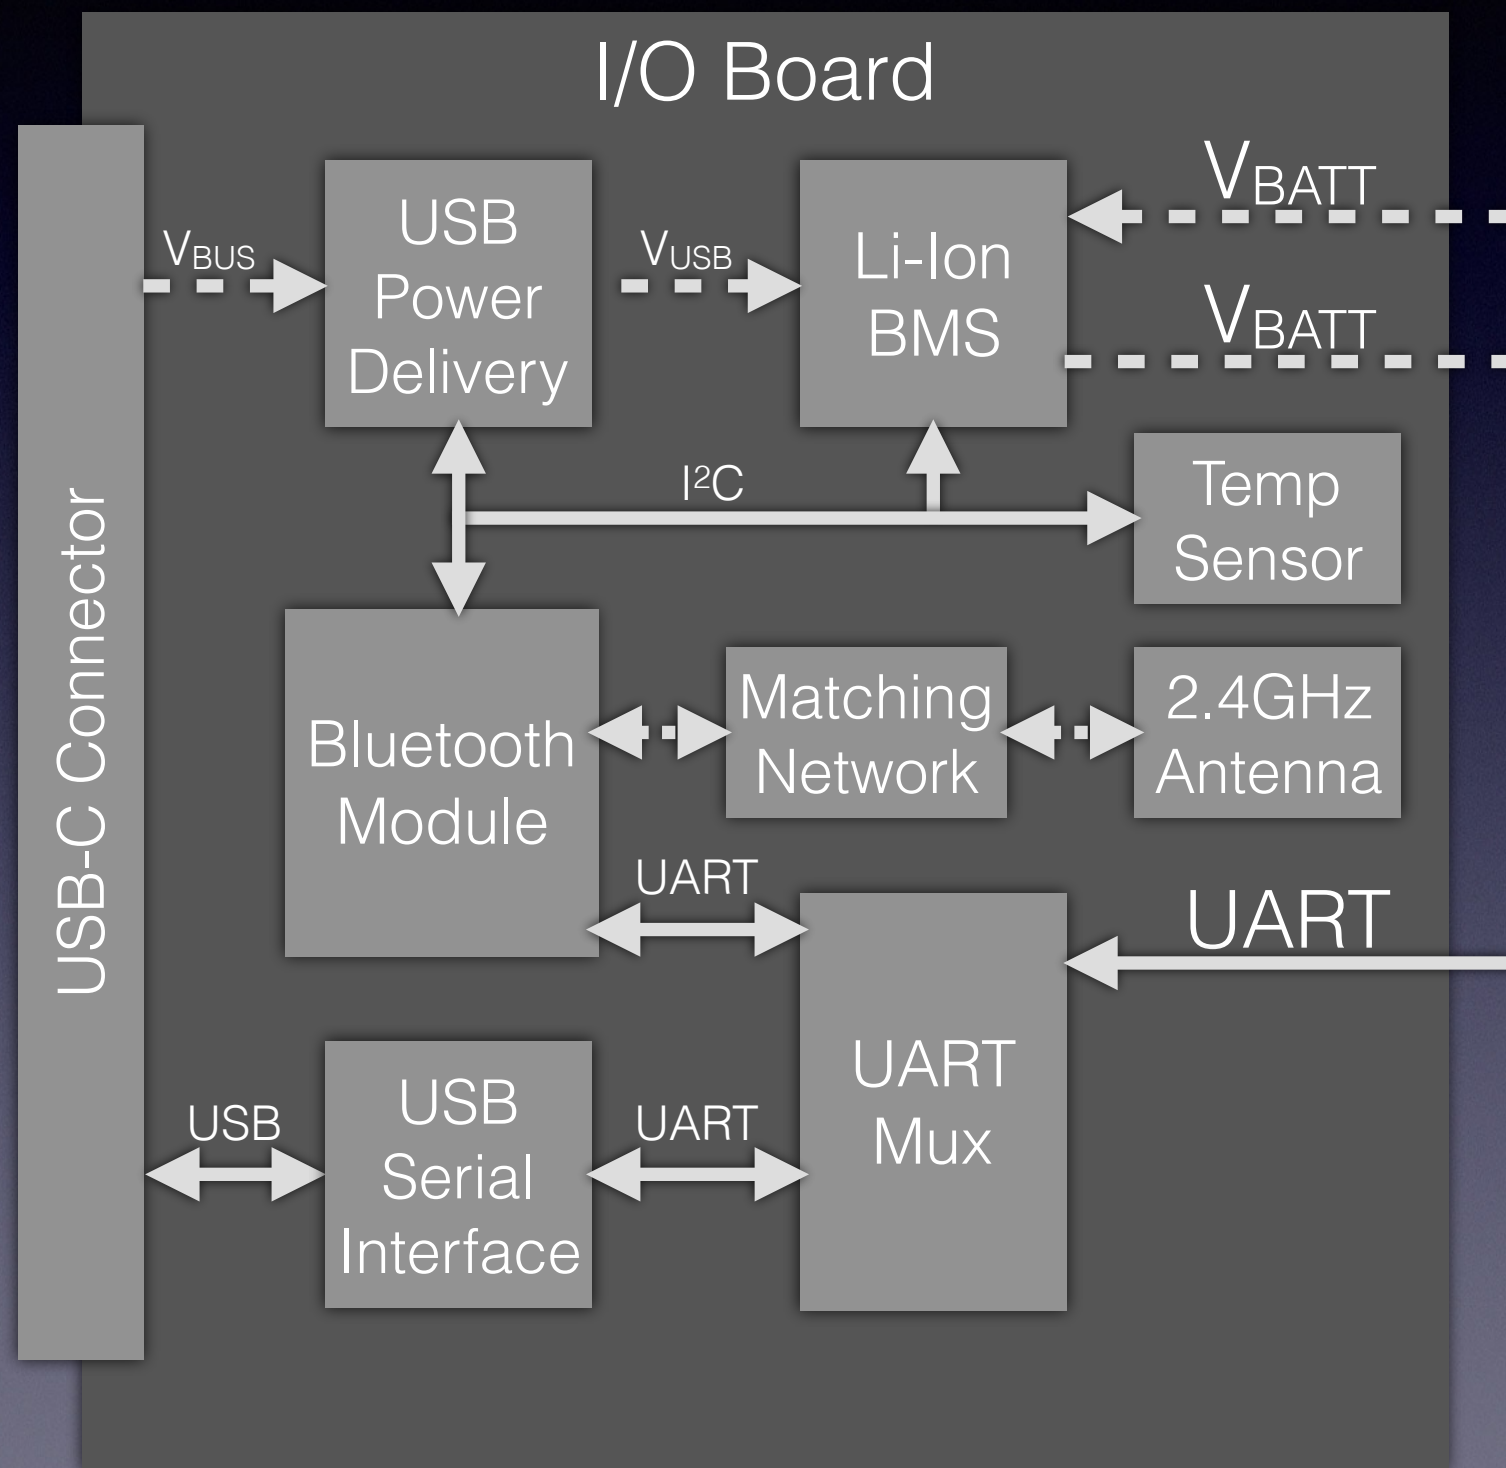 I/O Board
USB-C Connector
VBUS
USB
Power
Delivery
VUSB
Li-Ion
BMS
VBATT
VBATT
I²C
Temp
Sensor
Bluetooth
Module
Matching
Network
2.4GHz
Antenna
UART
UART
UART
Mux
USB
USB
Serial
Interface
UART